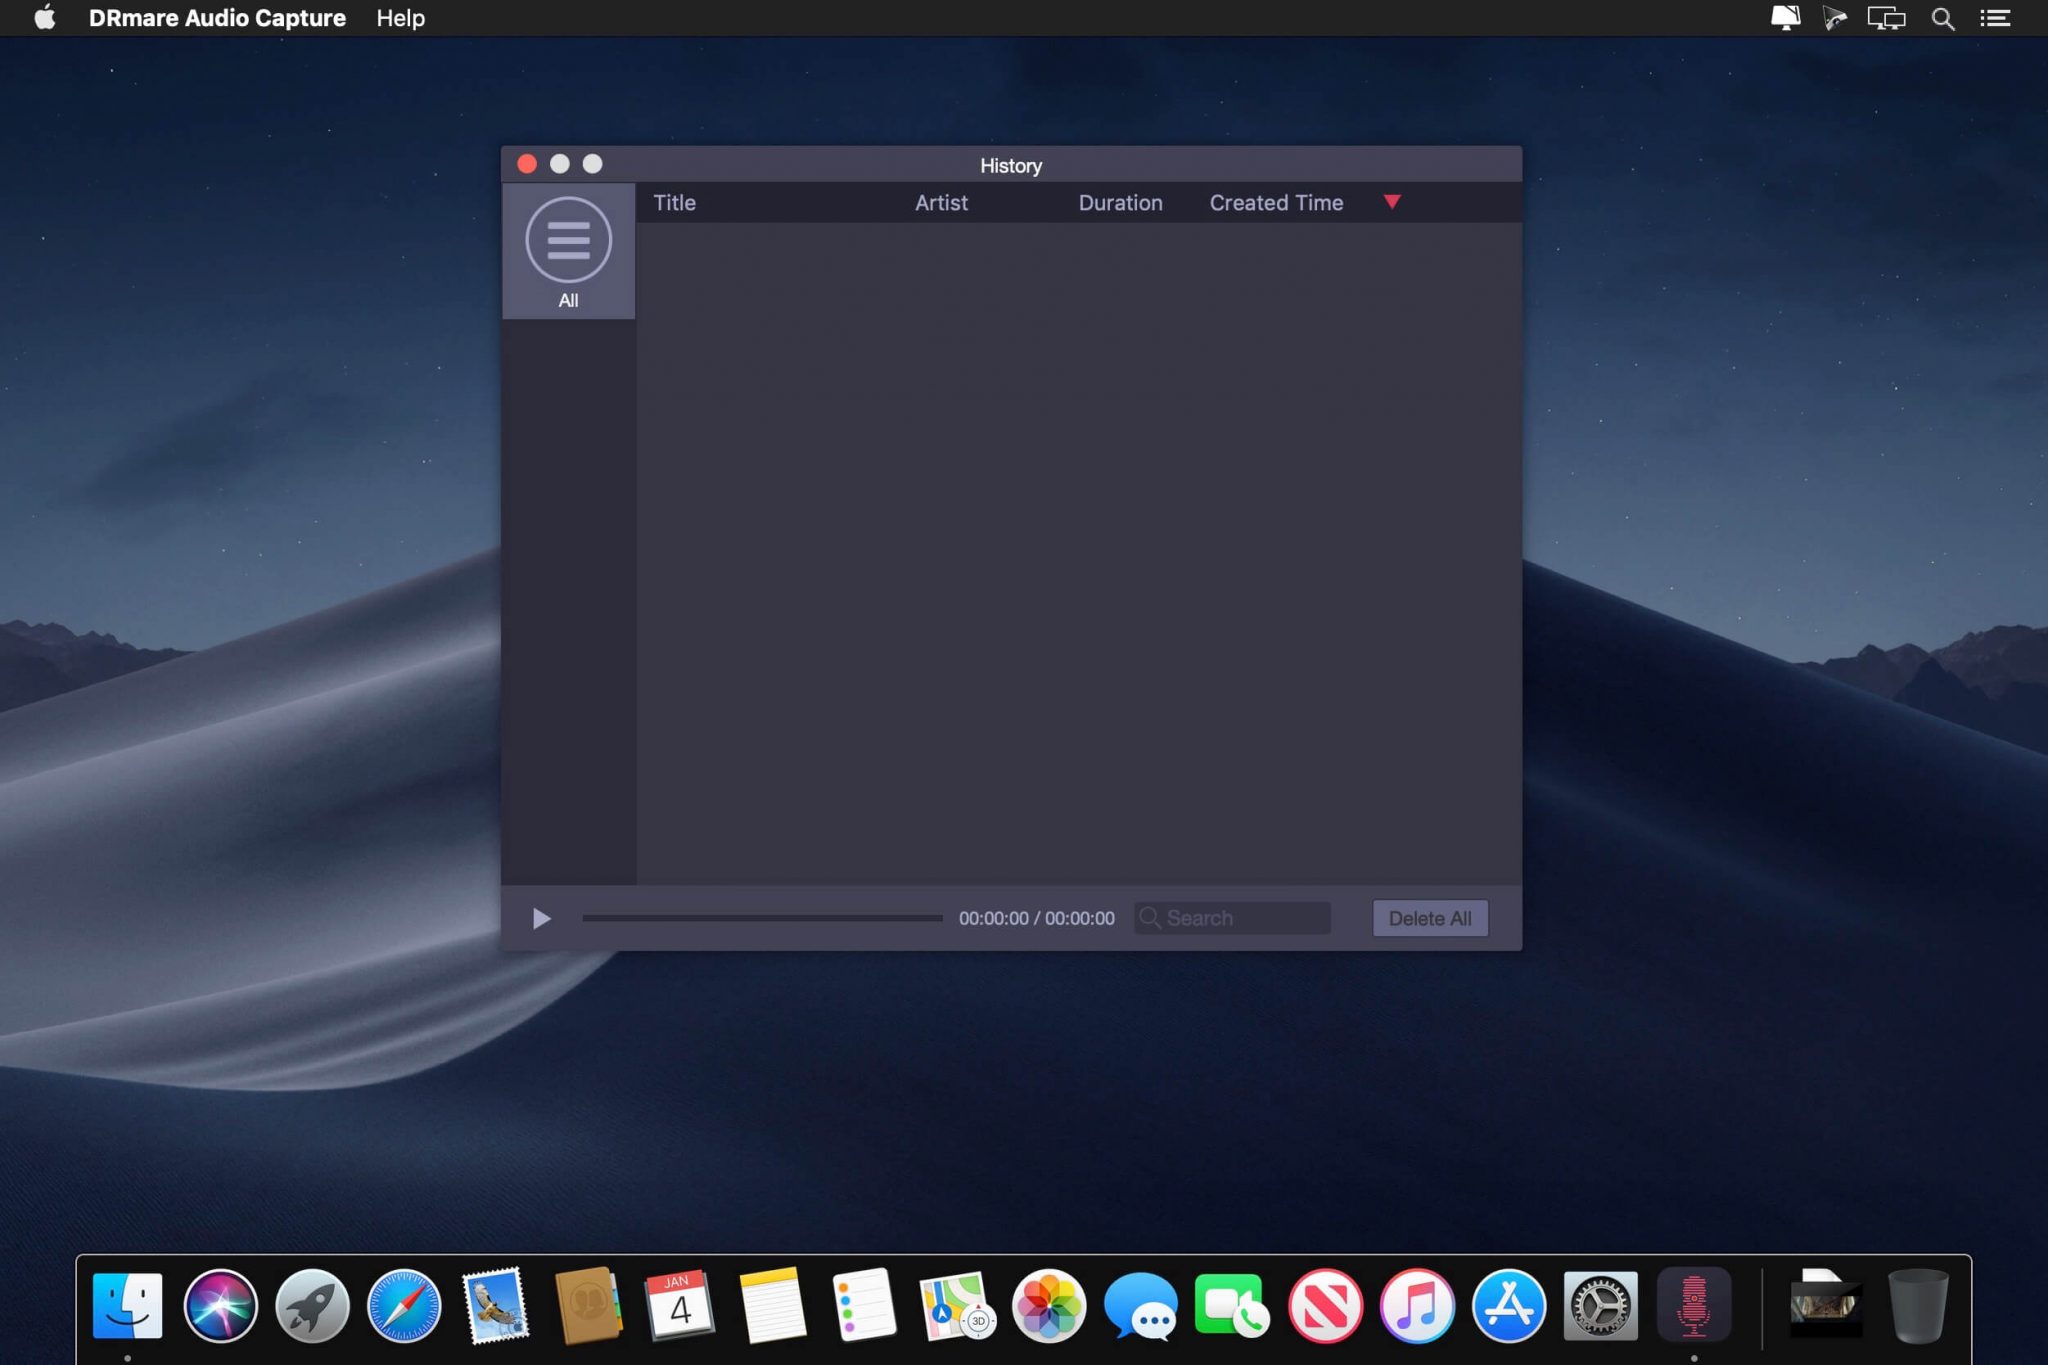 DRmare Audio Capture Help
History
Title Artist Duration Created Time
All
00:00:00 / 00:00:00 Search Delete All
JAN
4
3D